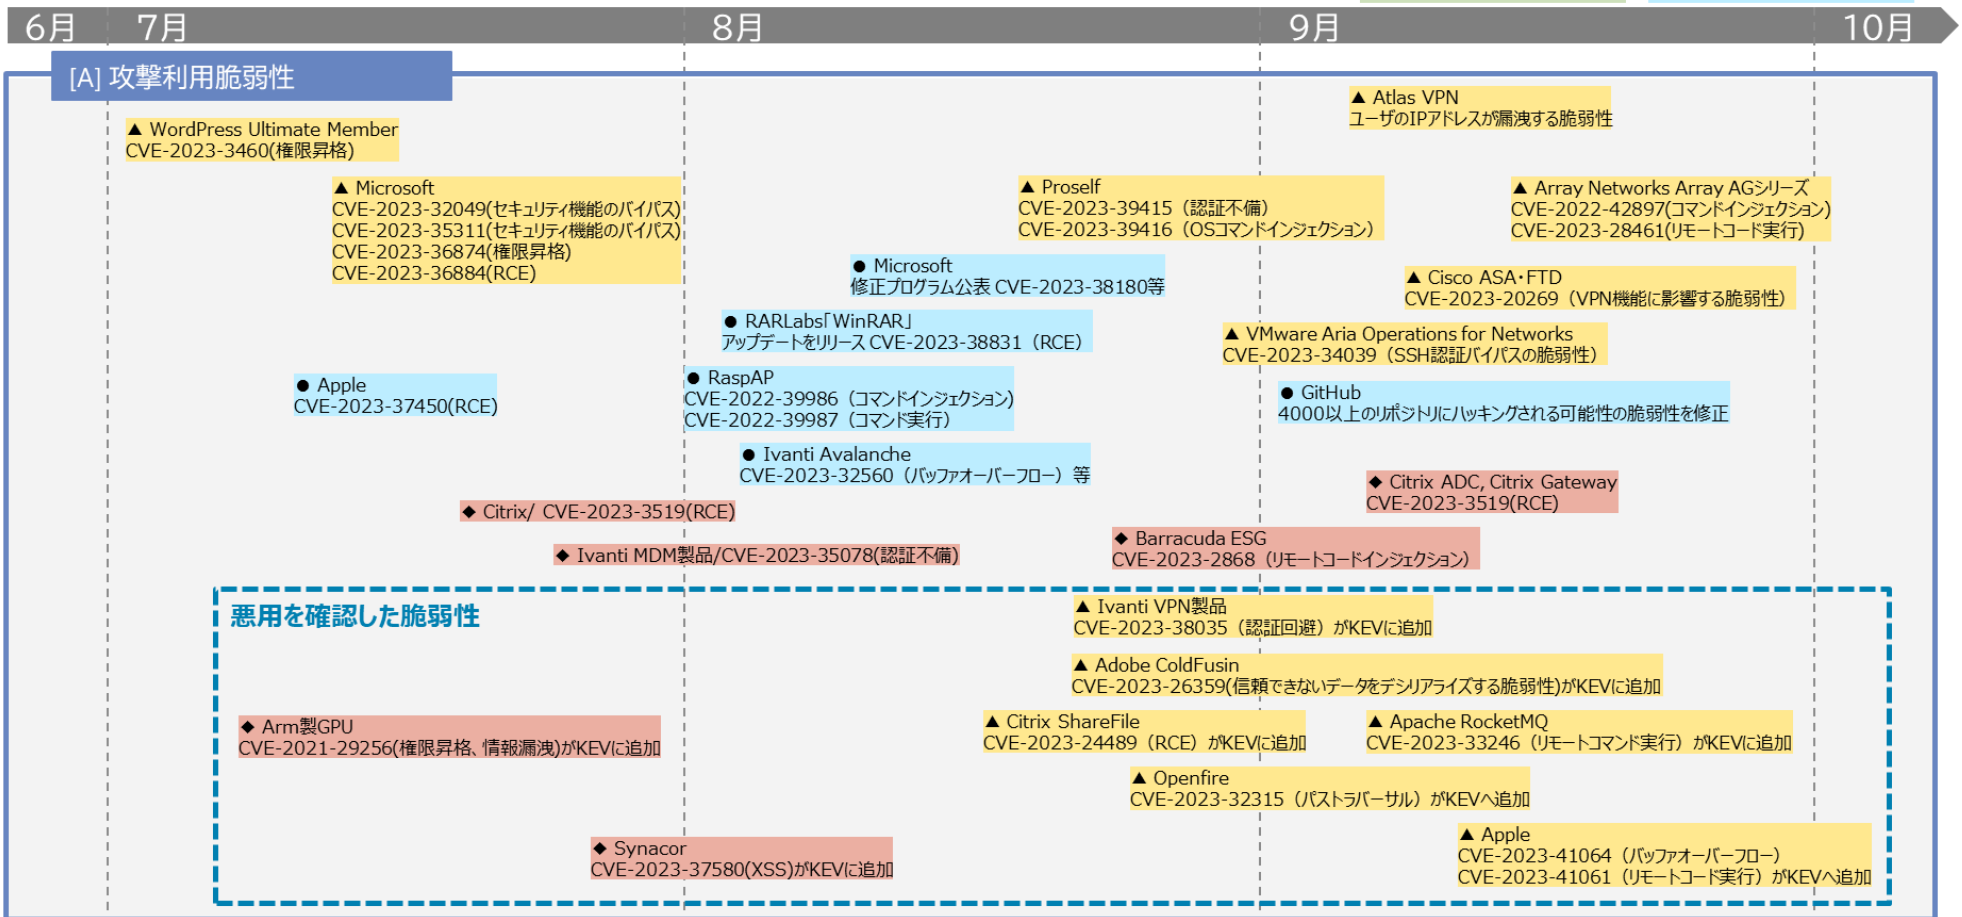 6月 7月 8月 9月 10月
[A] 攻撃利用脆弱性
▲ Atlas VPN
ユーザのIPアドレスが漏洩する脆弱性
▲ WordPress Ultimate Member
CVE-2023-3460(権限昇格)
▲ Microsoft
CVE-2023-32049(セキュリティ機能のバイパス)
CVE-2023-35311(セキュリティ機能のバイパス)
CVE-2023-36874(権限昇格)
CVE-2023-36884(RCE)
▲ Proself
CVE-2023-39415（認証不備）
CVE-2023-39416（OSコマンドインジェクション）
▲ Array Networks Array AGシリーズ
CVE-2022-42897(コマンドインジェクション)
CVE-2023-28461(リモートコード実行)
● Microsoft
修正プログラム公表 CVE-2023-38180等
▲ Cisco ASA・FTD
CVE-2023-20269（VPN機能に影響する脆弱性）
● RARLabs「WinRAR」
アップデートをリリース CVE-2023-38831（RCE）
▲ VMware Aria Operations for Networks
CVE-2023-34039（SSH認証バイパスの脆弱性）
● Apple
CVE-2023-37450(RCE)
● RaspAP
CVE-2022-39986（コマンドインジェクション)
CVE-2022-39987（コマンド実行）
● GitHub
4000以上のリポジトリにハッキングされる可能性の脆弱性を修正
● Ivanti Avalanche
CVE-2023-32560（バッファオーバーフロー）等
◆ Citrix ADC, Citrix Gateway
CVE-2023-3519(RCE)
◆ Citrix/ CVE-2023-3519(RCE)
◆ Barracuda ESG
CVE-2023-2868（リモートコードインジェクション）
◆ Ivanti MDM製品/CVE-2023-35078(認証不備)
悪用を確認した脆弱性
▲ Ivanti VPN製品
CVE-2023-38035（認証回避）がKEVに追加
▲ Adobe ColdFusin
CVE-2023-26359(信頼できないデータをデシリアライズする脆弱性)がKEVに追加
◆ Arm製GPU
CVE-2021-29256(権限昇格、情報漏洩)がKEVに追加
▲ Citrix ShareFile
CVE-2023-24489（RCE）がKEVに追加
▲ Apache RocketMQ
CVE-2023-33246（リモートコマンド実行）がKEVに追加
▲ Openfire
CVE-2023-32315（パストラバーサル）がKEVへ追加
◆ Synacor
CVE-2023-37580(XSS)がKEVに追加
▲ Apple
CVE-2023-41064（バッファオーバーフロー）
CVE-2023-41061（リモートコード実行）がKEVへ追加